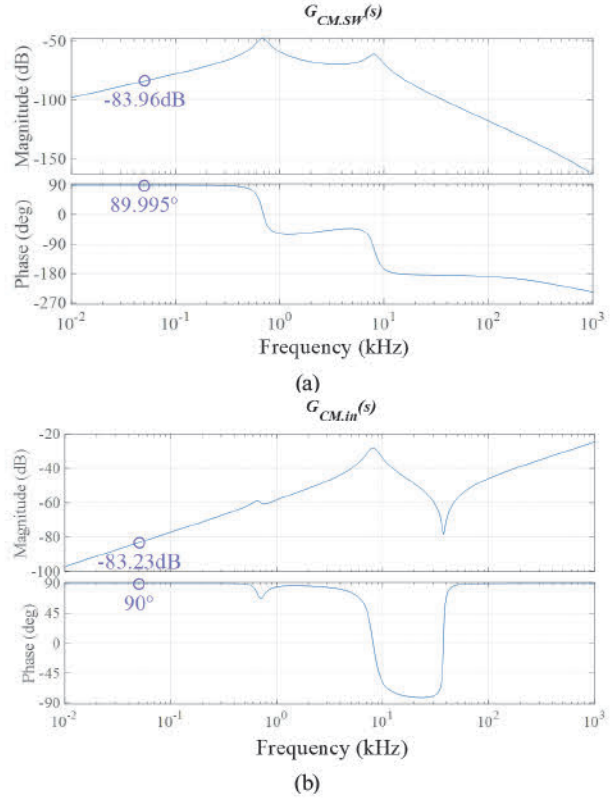 G_CM.SW(s)
Magnitude (dB)
-50
-100
-150
-83.96dB
Phase (deg)
90
0
-90
-180
-270
89.995°
10^-2 10^-1 10^0 10^1 10^2 10^3
Frequency (kHz)
(a)
G_CM.in(s)
Magnitude (dB)
-20
-40
-60
-80
-100
-83.23dB
Phase (deg)
90
45
0
-45
-90
90°
10^-2 10^-1 10^0 10^1 10^2 10^3
Frequency (kHz)
(b)